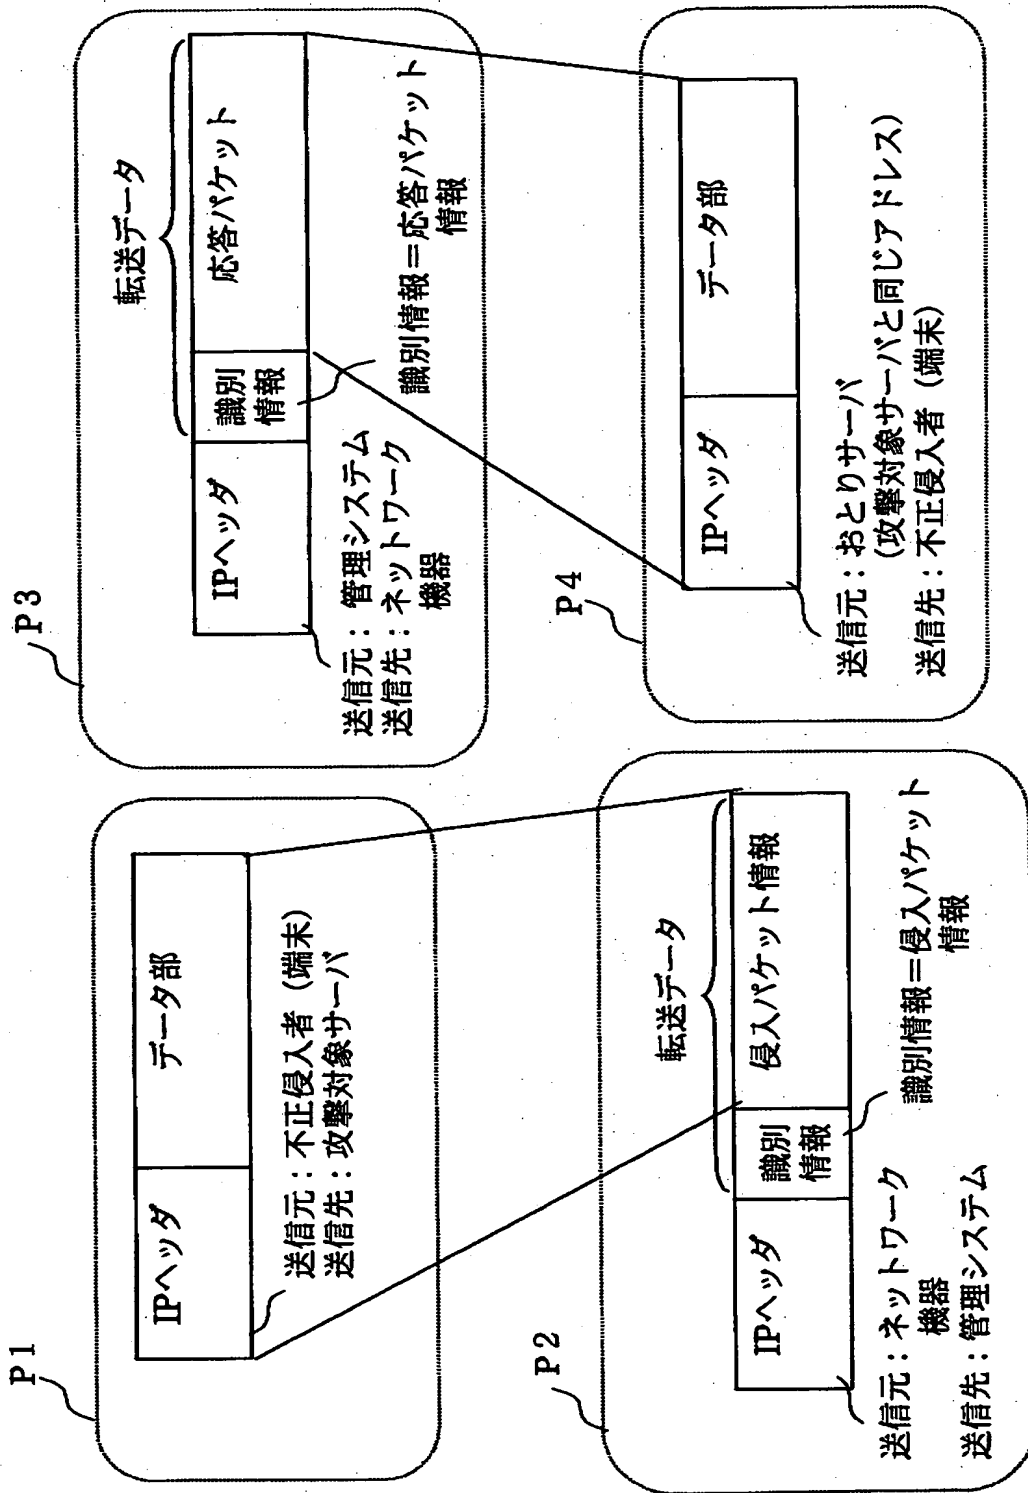 P1
IPヘッダ
データ部
送信元：不正侵入者（端末）
送信先：攻撃対象サーバ
P2
転送データ
IPヘッダ
識別
情報
侵入パケット情報
送信元：ネットワーク
機器
送信先：管理システム
識別情報＝侵入パケット
情報
P3
転送データ
IPヘッダ
識別
情報
応答パケット
送信元：管理システム
送信先：ネットワーク
機器
識別情報＝応答パケット
情報
P4
IPヘッダ
データ部
送信元：おとりサーバ
(攻撃対象サーバと同じアドレス)
送信先：不正侵入者（端末）